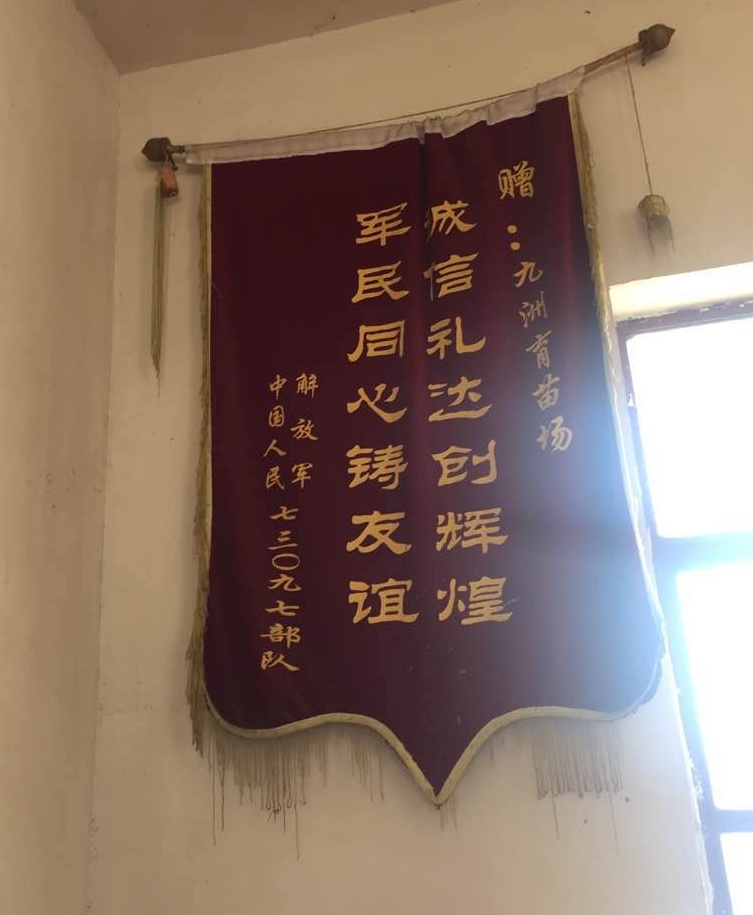 赠：九洲育苗场
诚信礼达创辉煌
军民同心铸友谊
中国人民解放军七三〇九七部队